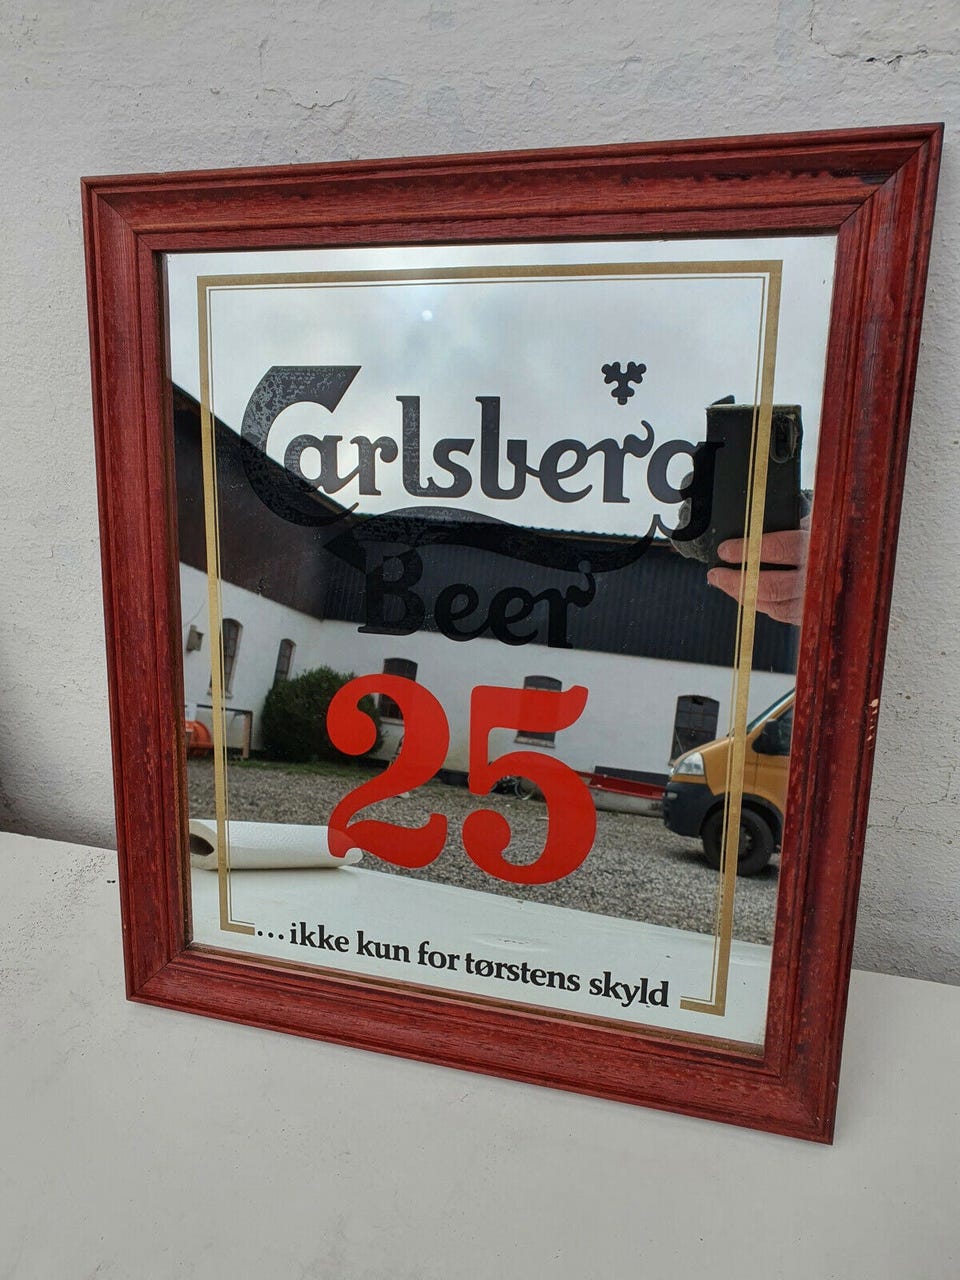 Carlsberg
Beer
25
...ikke kun for tørstens skyld